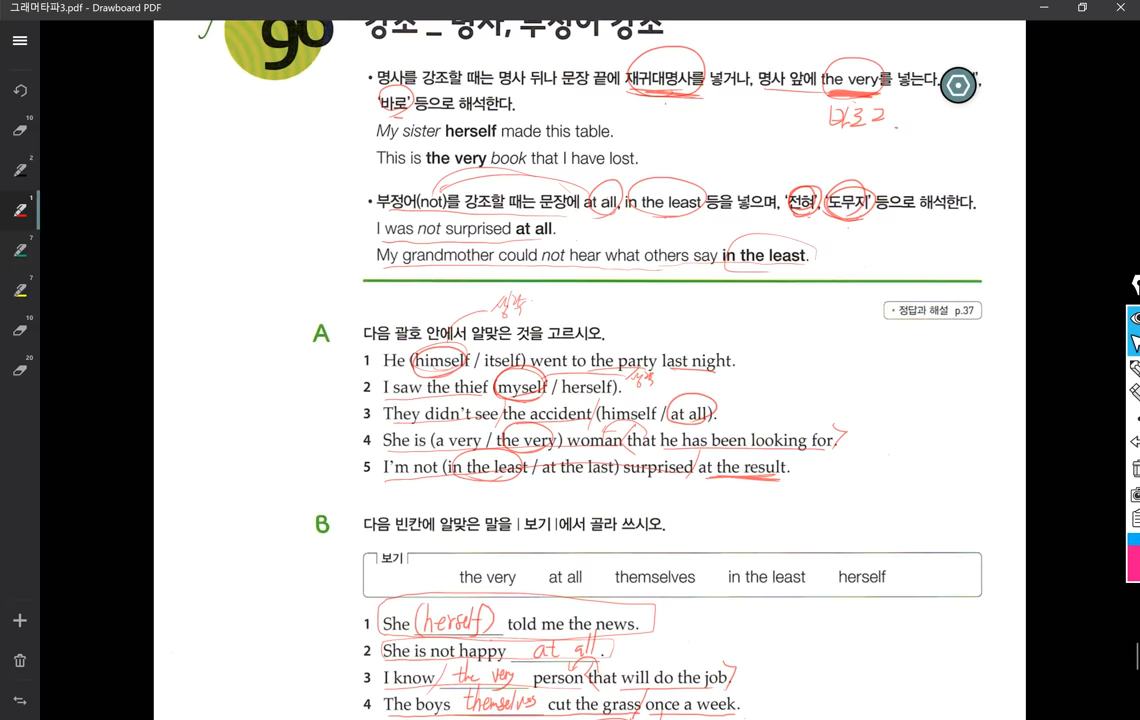 그래머타파3.pdf - Drawboard PDF
90
강조 _ 명사, 부정어 강조
• 명사를 강조할 때는 명사 뒤나 문장 끝에 재귀대명사를 넣거나, 명사 앞에 the very를 넣는다.
'바로' 등으로 해석한다.
바로 그
My sister herself made this table.
This is the very book that I have lost.
• 부정어(not)를 강조할 때는 문장에 at all, in the least 등을 넣으며, '전혀', '도무지' 등으로 해석한다.
I was not surprised at all.
My grandmother could not hear what others say in the least.
• 정답과 해설 p.37
생략
A 다음 괄호 안에서 알맞은 것을 고르시오.
1 He (himself / itself) went to the party last night.
2 I saw the thief (myself / herself).
생략
3 They didn't see the accident (himself / at all).
4 She is (a very / the very) woman that he has been looking for.
5 I'm not (in the least / at the last) surprised at the result.
B 다음 빈칸에 알맞은 말을 | 보기 |에서 골라 쓰시오.
보기
the very at all themselves in the least herself
1 She (herself) told me the news.
2 She is not happy at all.
3 I know the very person that will do the job.
4 The boys themselves cut the grass once a week.
10
2
1
7
7
10
20